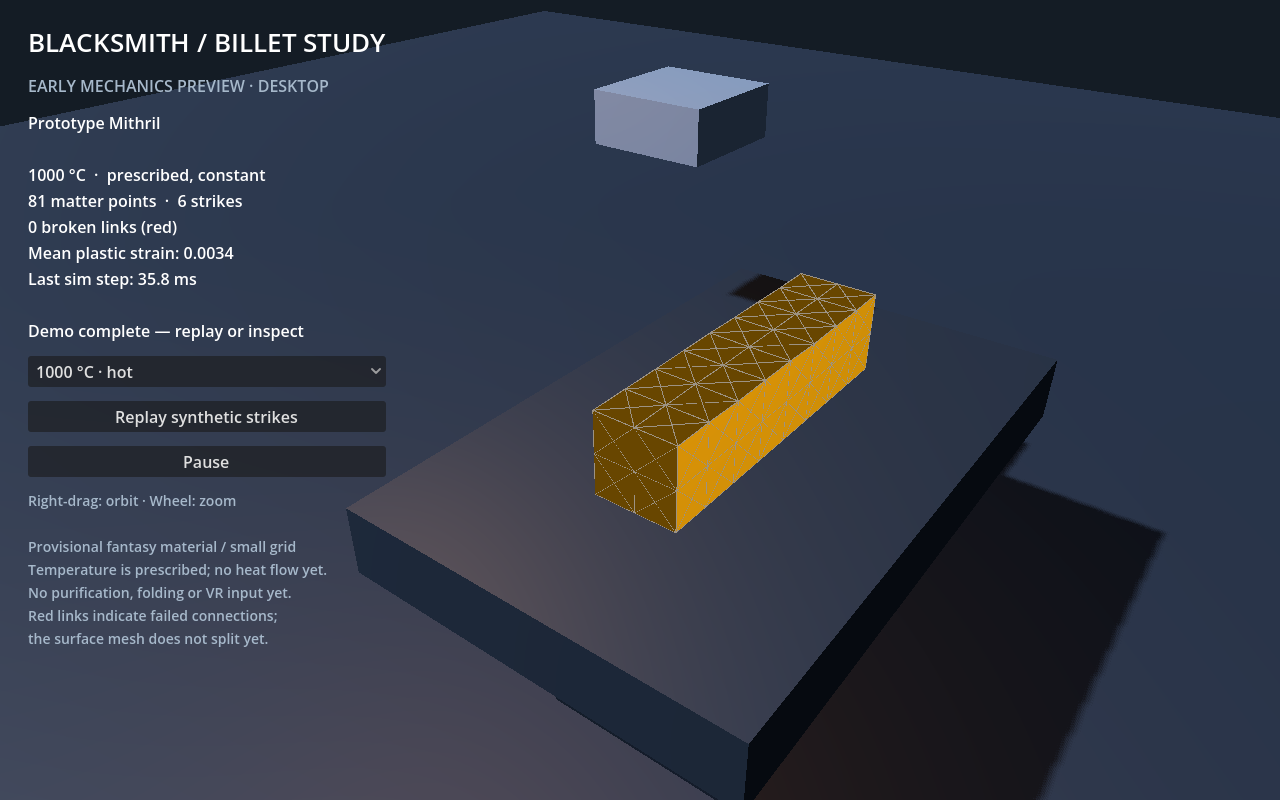 BLACKSMITH / BILLET STUDY
EARLY MECHANICS PREVIEW · DESKTOP
Prototype Mithril
1000 °C · prescribed, constant
81 matter points · 6 strikes
0 broken links (red)
Mean plastic strain: 0.0034
Last sim step: 35.8 ms
Demo complete — replay or inspect
1000 °C · hot
Replay synthetic strikes
Pause
Right-drag: orbit · Wheel: zoom
Provisional fantasy material / small grid
Temperature is prescribed; no heat flow yet.
No purification, folding or VR input yet.
Red links indicate failed connections;
the surface mesh does not split yet.